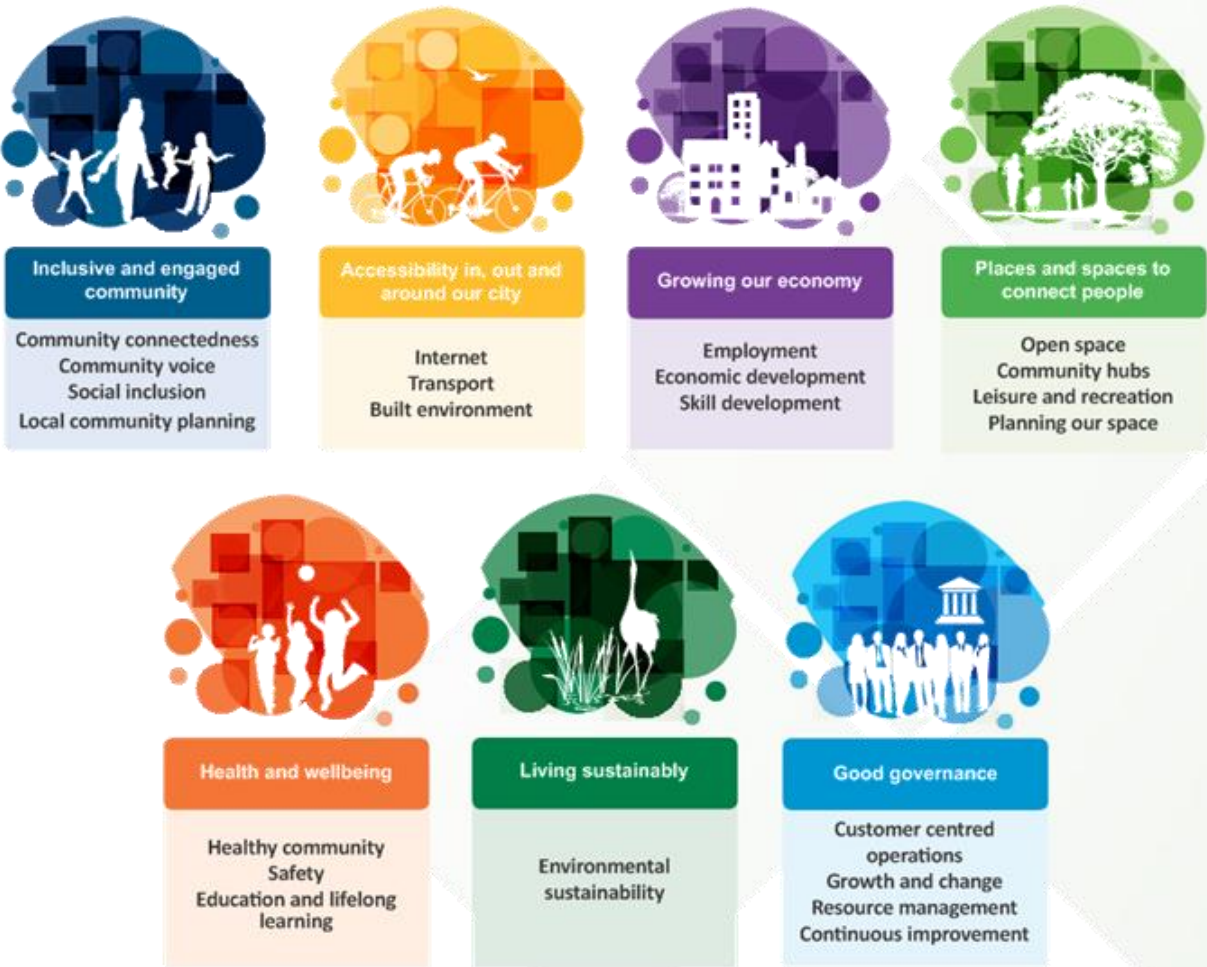 Inclusive and engaged
community
Community connectedness
Community voice
Social inclusion
Local community planning
Accessibility in, out and
around our city
Internet
Transport
Built environment
Growing our economy
Employment
Economic development
Skill development
Places and spaces to
connect people
Open space
Community hubs
Leisure and recreation
Planning our space
Health and wellbeing
Healthy community
Safety
Education and lifelong
learning
Living sustainably
Environmental
sustainability
Good governance
Customer centred
operations
Growth and change
Resource management
Continuous improvement